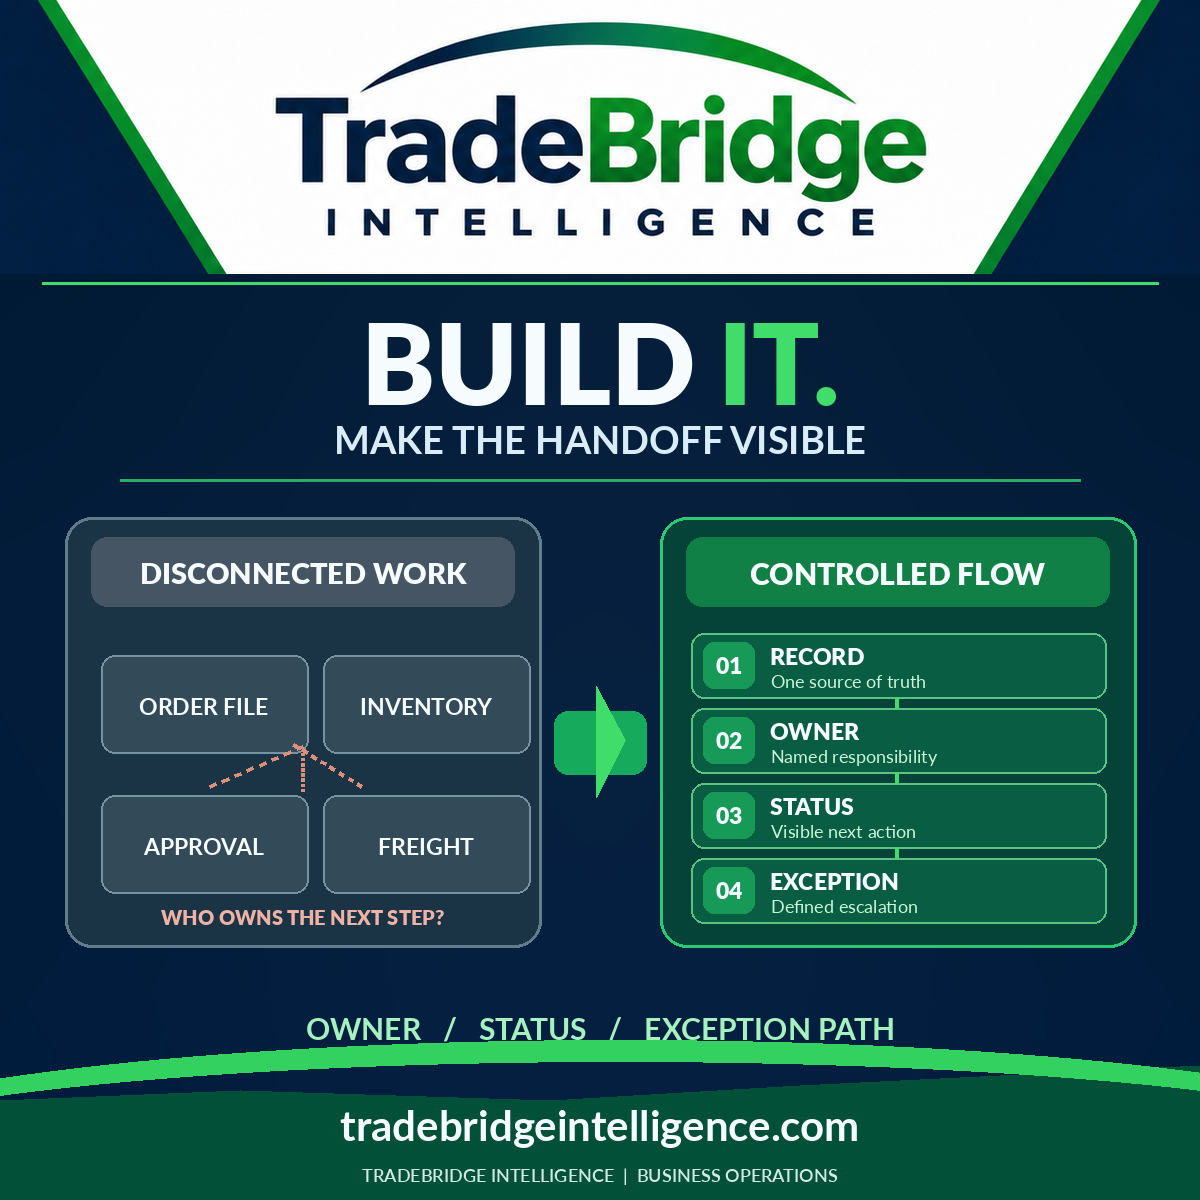 TradeBridge
INTELLIGENCE
BUILD IT.
MAKE THE HANDOFF VISIBLE
DISCONNECTED WORK
ORDER FILE
INVENTORY
APPROVAL
FREIGHT
WHO OWNS THE NEXT STEP?
CONTROLLED FLOW
01
RECORD
One source of truth
02
OWNER
Named responsibility
03
STATUS
Visible next action
04
EXCEPTION
Defined escalation
OWNER / STATUS / EXCEPTION PATH
tradebridgeintelligence.com
TRADEBRIDGE INTELLIGENCE | BUSINESS OPERATIONS